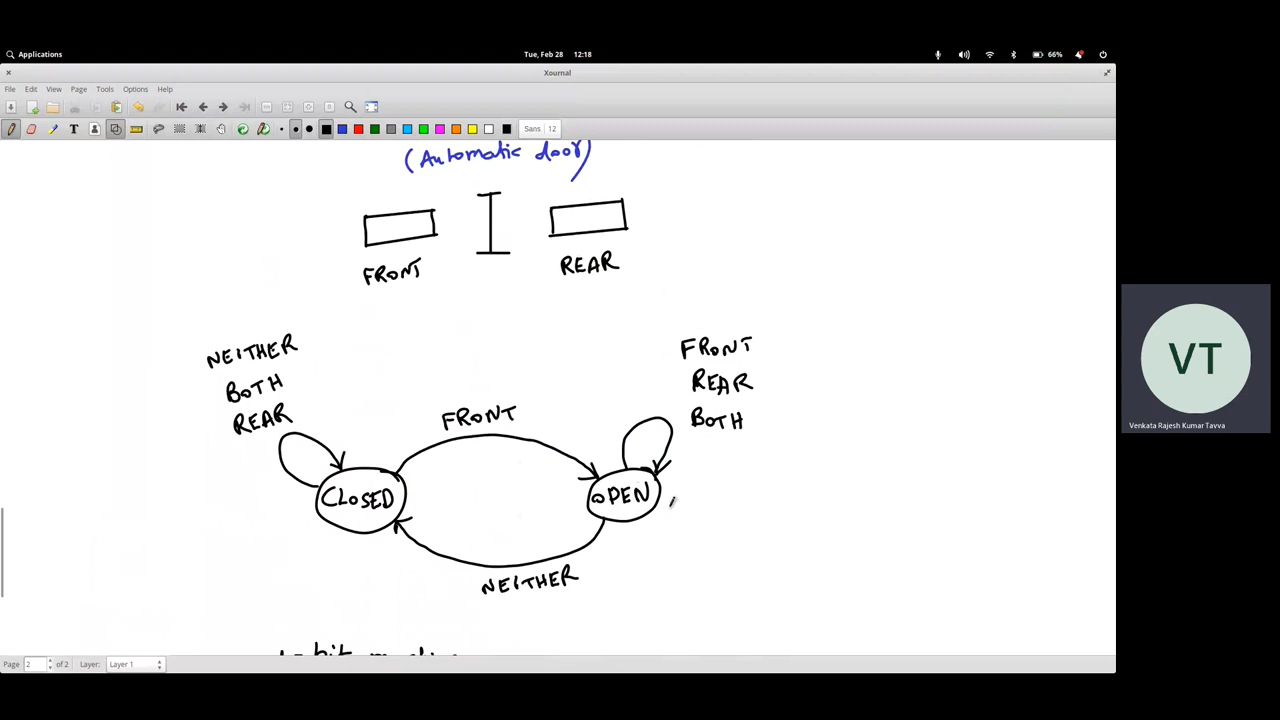 Applications
Tue, Feb 28 12:18
66%
Xournal
File Edit View Page Tools Options Help
Sans 12
(Automatic door)
FRONT
REAR
NEITHER
BOTH
REAR
FRONT
FRONT
REAR
BOTH
CLOSED
OPEN
NEITHER
Page 2 of 2 Layer: Layer 1
VT
Venkata Rajesh Kumar Tavva